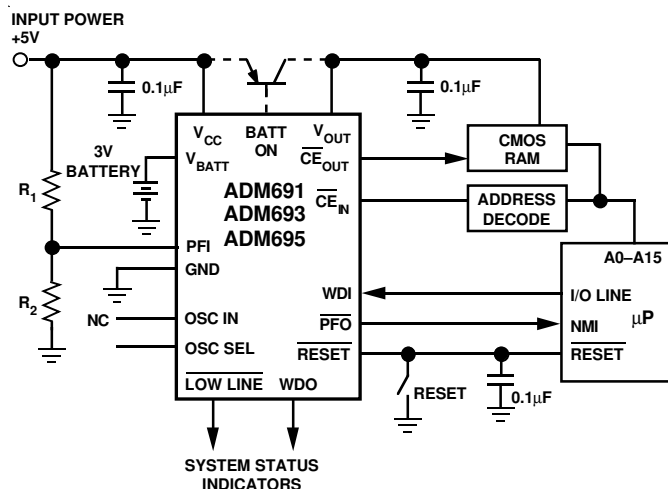 INPUT POWER
+5V
0.1μF
0.1μF
V_CC
BATT
ON
V_OUT
3V
BATTERY
V_BATT
CE_OUT
CMOS
RAM
R1
ADM691
ADM693
ADM695
CE_IN
ADDRESS
DECODE
PFI
A0–A15
GND
R2
WDI
I/O LINE
μP
NC
OSC IN
PFO
NMI
OSC SEL
RESET
RESET
LOW LINE
WDO
RESET
0.1μF
SYSTEM STATUS
INDICATORS